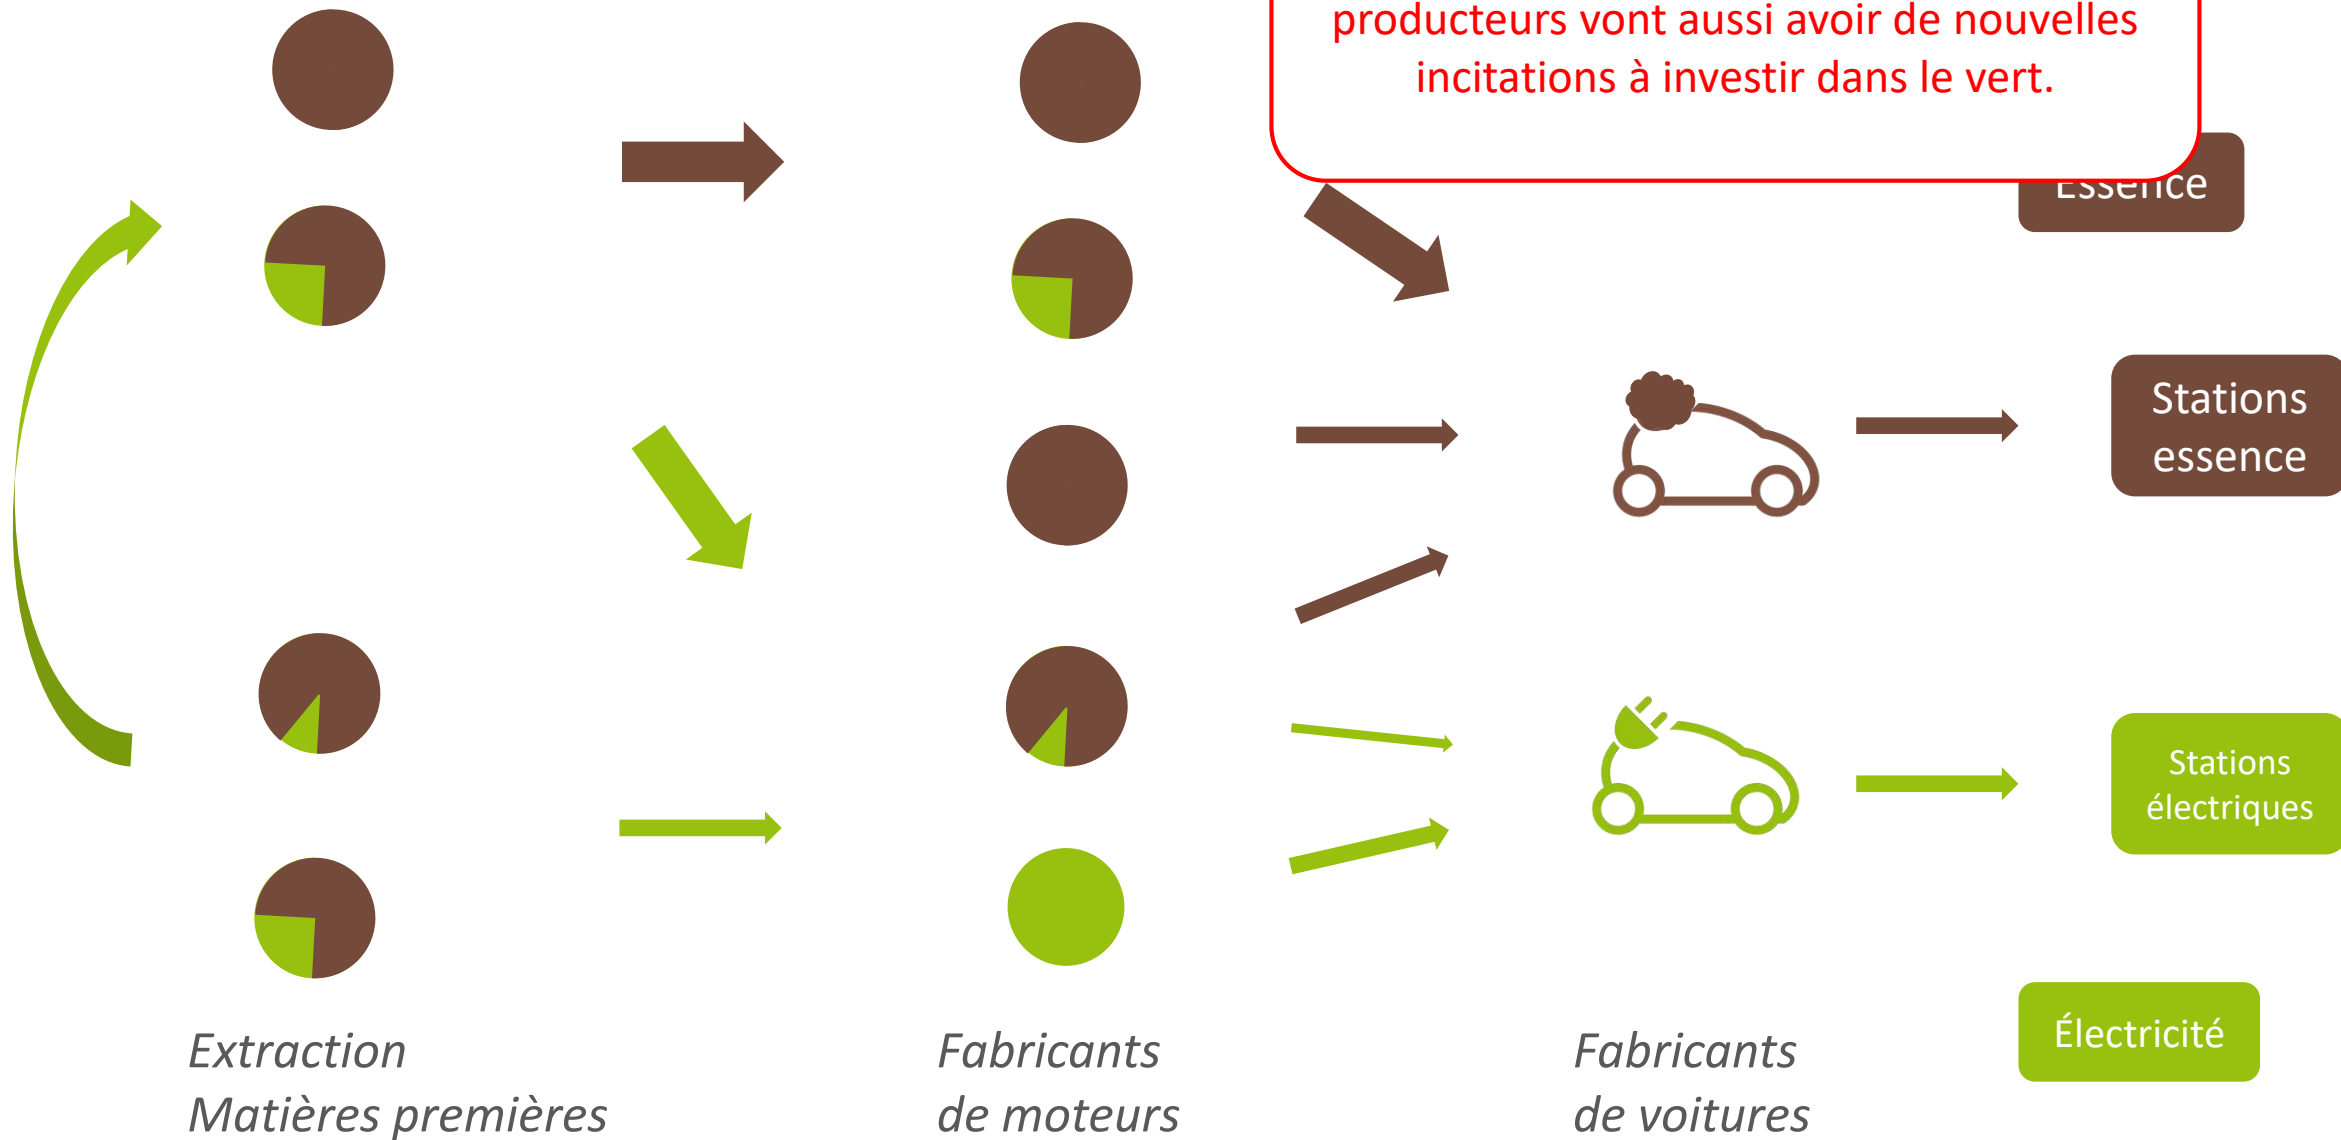 producteurs vont aussi avoir de nouvelles
incitations à investir dans le vert.
Essence
Stations
essence
Stations
électriques
Électricité
Extraction
Matières premières
Fabricants
de moteurs
Fabricants
de voitures